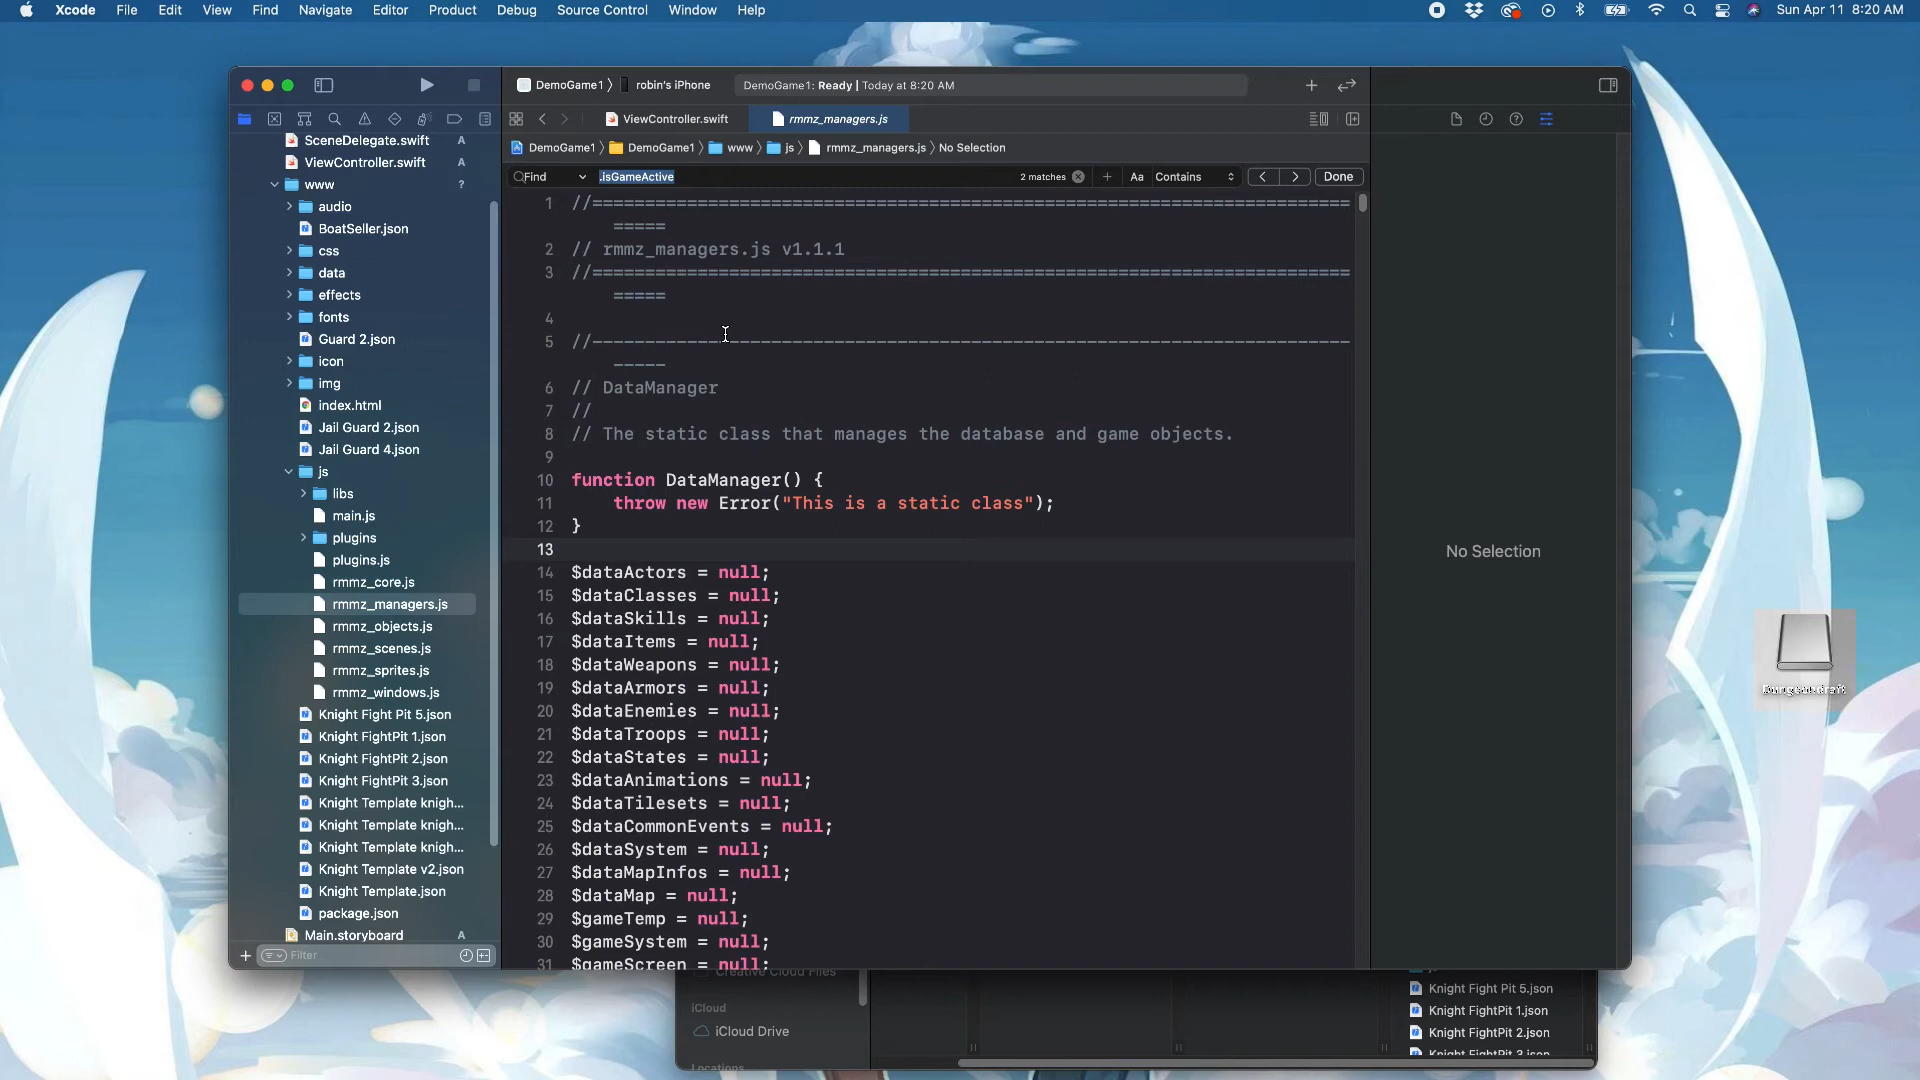 Xcode File Edit View Find Navigate Editor Product Debug Source Control Window Help Sun Apr 11 8:20 AM
DemoGame1 robin's iPhone DemoGame1: Ready | Today at 8:20 AM
ViewController.swift rmmz_managers.js
DemoGame1 DemoGame1 www js rmmz_managers.js No Selection
Find .isGameActive 2 matches Aa Contains Done
SceneDelegate.swift A
ViewController.swift A
www ?
audio
BoatSeller.json
css
data
effects
fonts
Guard 2.json
icon
img
index.html
Jail Guard 2.json
Jail Guard 4.json
js
libs
main.js
plugins
plugins.js
rmmz_core.js
rmmz_managers.js
rmmz_objects.js
rmmz_scenes.js
rmmz_sprites.js
rmmz_windows.js
Knight Fight Pit 5.json
Knight FightPit 1.json
Knight FightPit 2.json
Knight FightPit 3.json
Knight Template knigh...
Knight Template knigh...
Knight Template knigh...
Knight Template v2.json
Knight Template.json
package.json
Main.storyboard A
Filter
1 //========================================================================
=====
2 // rmmz_managers.js v1.1.1
3 //========================================================================
=====
4
5 //------------------------------------------------------------------------
-----
6 // DataManager
7 //
8 // The static class that manages the database and game objects.
9
10 function DataManager() {
11 throw new Error("This is a static class");
12 }
13
14 $dataActors = null;
15 $dataClasses = null;
16 $dataSkills = null;
17 $dataItems = null;
18 $dataWeapons = null;
19 $dataArmors = null;
20 $dataEnemies = null;
21 $dataTroops = null;
22 $dataStates = null;
23 $dataAnimations = null;
24 $dataTilesets = null;
25 $dataCommonEvents = null;
26 $dataSystem = null;
27 $dataMapInfos = null;
28 $dataMap = null;
29 $gameTemp = null;
30 $gameSystem = null;
31 $gameScreen = null;
No Selection
Dungeondraft
Creative Cloud Files
iCloud
iCloud Drive
Locations
js
Knight Fight Pit 5.json
Knight FightPit 1.json
Knight FightPit 2.json
Knight FightPit 3.json